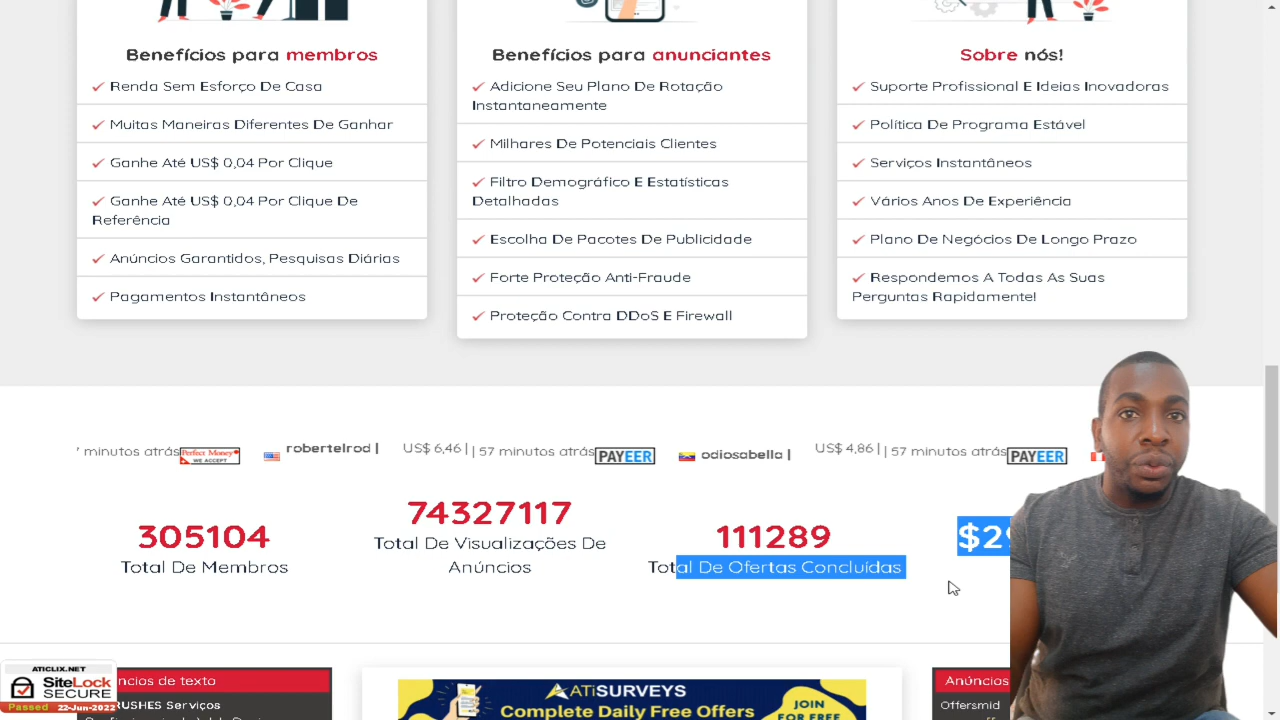 Benefícios para membros
Renda Sem Esforço De Casa
Muitas Maneiras Diferentes De Ganhar
Ganhe Até US$ 0,04 Por Clique
Ganhe Até US$ 0,04 Por Clique De
Referência
Anúncios Garantidos, Pesquisas Diárias
Pagamentos Instantâneos
Benefícios para anunciantes
Adicione Seu Plano De Rotação
Instantaneamente
Milhares De Potenciais Clientes
Filtro Demográfico E Estatísticas
Detalhadas
Escolha De Pacotes De Publicidade
Forte Proteção Anti-Fraude
Proteção Contra DDoS E Firewall
Sobre nós!
Suporte Profissional E Ideias Inovadoras
Política De Programa Estável
Serviços Instantâneos
Vários Anos De Experiência
Plano De Negócios De Longo Prazo
Respondemos A Todas As Suas
Perguntas Rapidamente!
7 minutos atrás Perfect Money WE ACCEPT robertelrod | US$ 6,46 | | 57 minutos atrás PAYEER odiosabella | US$ 4,86 | | 57 minutos atrás PAYEER
305104
Total De Membros
74327117
Total De Visualizações De
Anúncios
111289
Total De Ofertas Concluídas
$29
ATICLIX.NET
SiteLock
SECURE
Passed 22-Jun-2022
ncios de texto
RUSHES Serviços
ATiSURVEYS
Complete Daily Free Offers
JOIN
FOR FREE
Anúncios
Offersmid